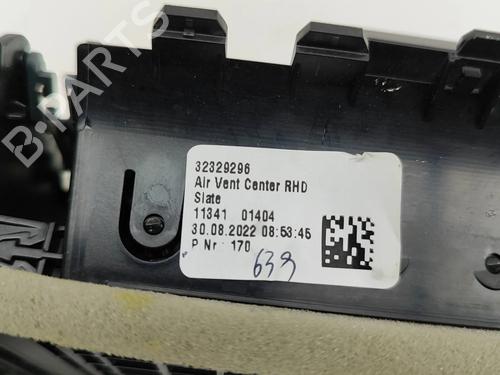 B-PARTS
32329296
Air Vent Center RHD
Slate
11341 01404
30.08.2022 08:53:45
P Nr: 170
639